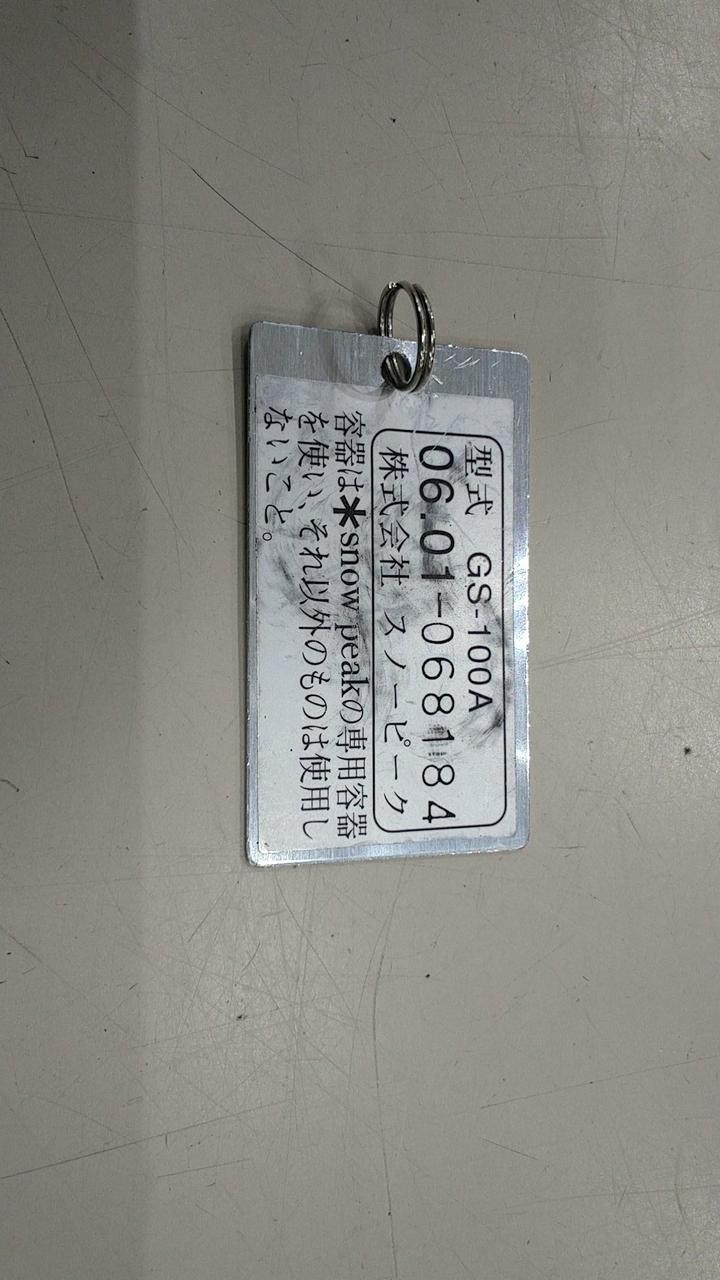 型式 GS-100A
06.01-068184
株式会社 スノーピーク
容器は*snow peakの専用容器
を使い、それ以外のものは使用し
ないこと。